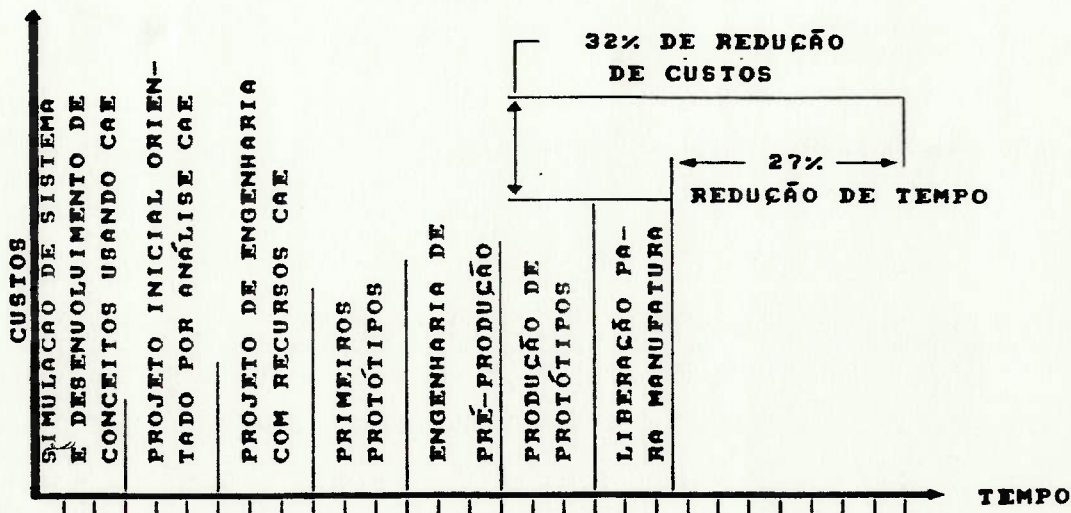 32% DE REDUÇÃO
DE CUSTOS
27%
REDUÇÃO DE TEMPO
CUSTOS
SIMULACAO DE SISTEMA
E DESENVOLVIMENTO DE
CONCEITOS USANDO CAE
PROJETO INICIAL ORIEN-
TADO POR ANÁLISE CAE
PROJETO DE ENGENHARIA
COM RECURSOS CAE
PRIMEIROS
PROTÓTIPOS
ENGENHARIA DE
PRÉ-PRODUÇÃO
PRODUÇÃO DE
PROTÓTIPOS
LIBERAÇÃO PA-
RA MANUFATURA
TEMPO